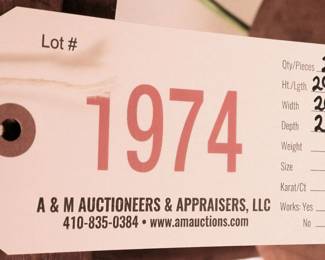 Lot #
1974
A & M AUCTIONEERS & APPRAISERS, LLC
410-835-0384 • www.amauctions.com
Qty/Pieces
Ht./Lgth.
Width
Depth
Weight
Size
Karat/Ct
Works: Yes
No